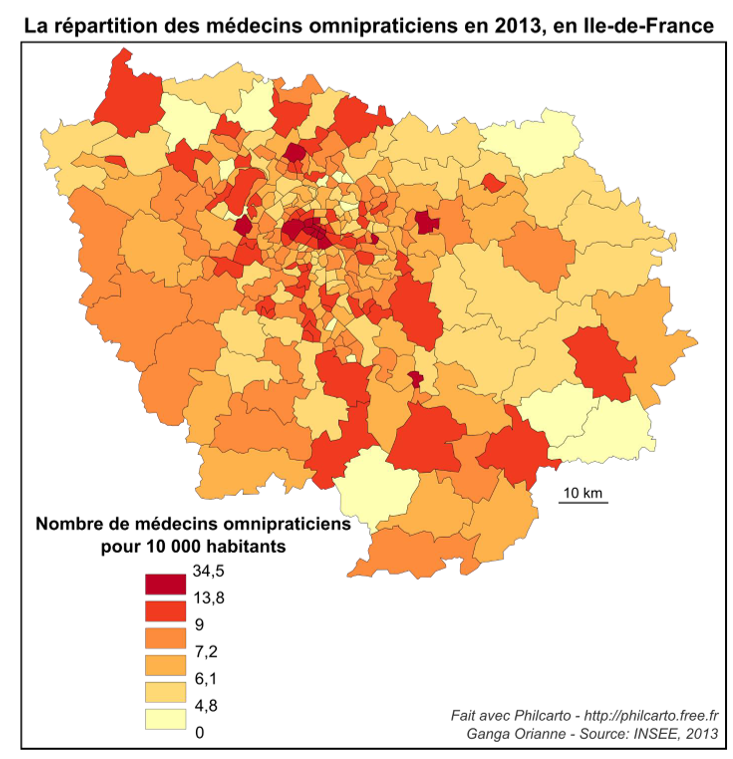 La répartition des médecins omnipraticiens en 2013, en Ile-de-France
10 km
Nombre de médecins omnipraticiens
pour 10 000 habitants
34,5
13,8
9
7,2
6,1
4,8
0
Fait avec Philcarto - http://philcarto.free.fr
Ganga Orianne - Source: INSEE, 2013